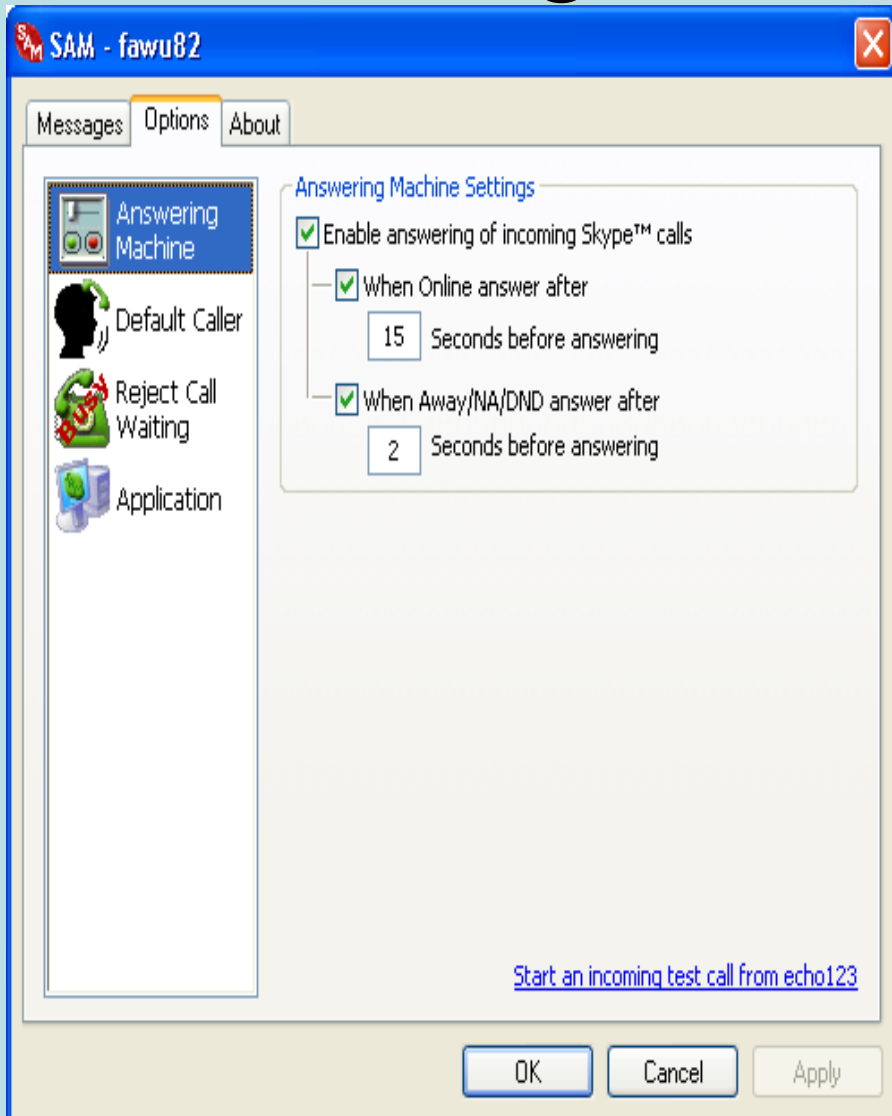 SAM - fawu82
Messages Options About
Answering
Machine
Default Caller
BUSY
Reject Call
Waiting
Application
Answering Machine Settings
Enable answering of incoming Skype™ calls
When Online answer after
15 Seconds before answering
When Away/NA/DND answer after
2 Seconds before answering
Start an incoming test call from echo123
OK Cancel Apply